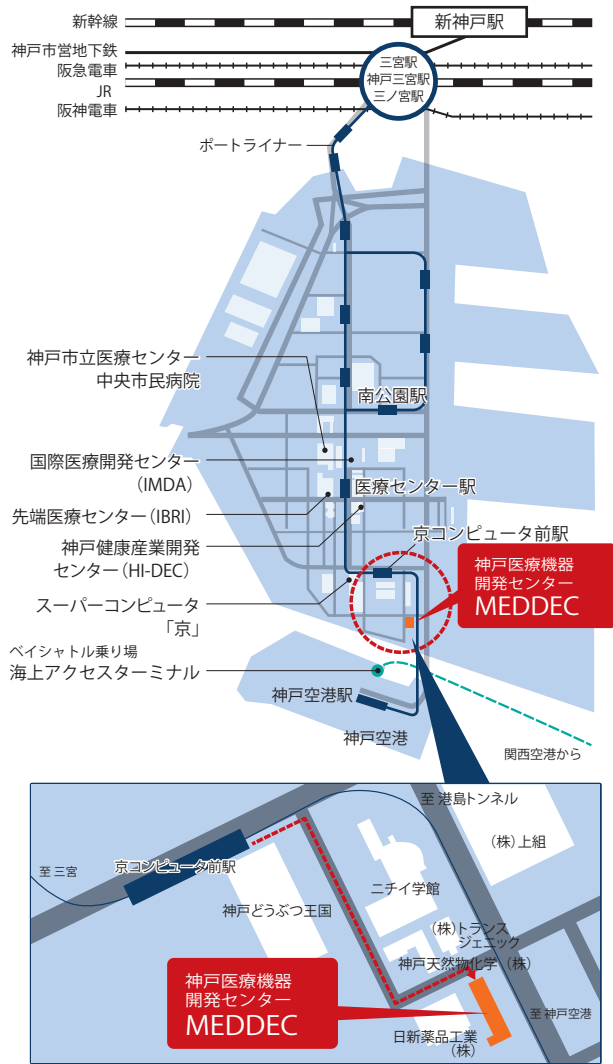 新幹線
新神戸駅
神戸市営地下鉄
阪急電車
JR
阪神電車
三宮駅
神戸三宮駅
三ノ宮駅
ポートライナー
神戸市立医療センター
中央市民病院
南公園駅
国際医療開発センター
(IMDA)
医療センター駅
先端医療センター(IBRI)
京コンピュータ前駅
神戸健康産業開発
センター(HI-DEC)
神戸医療機器
開発センター
MEDDEC
スーパーコンピュータ
「京」
ベイシャトル乗り場
海上アクセスターミナル
神戸空港駅
神戸空港
関西空港から
至 港島トンネル
(株)上組
至 三宮
京コンピュータ前駅
ニチイ学館
神戸どうぶつ王国
(株)トランス
ジェニック
神戸天然物化学(株)
神戸医療機器
開発センター
MEDDEC
至 神戸空港
日新薬品工業
(株)